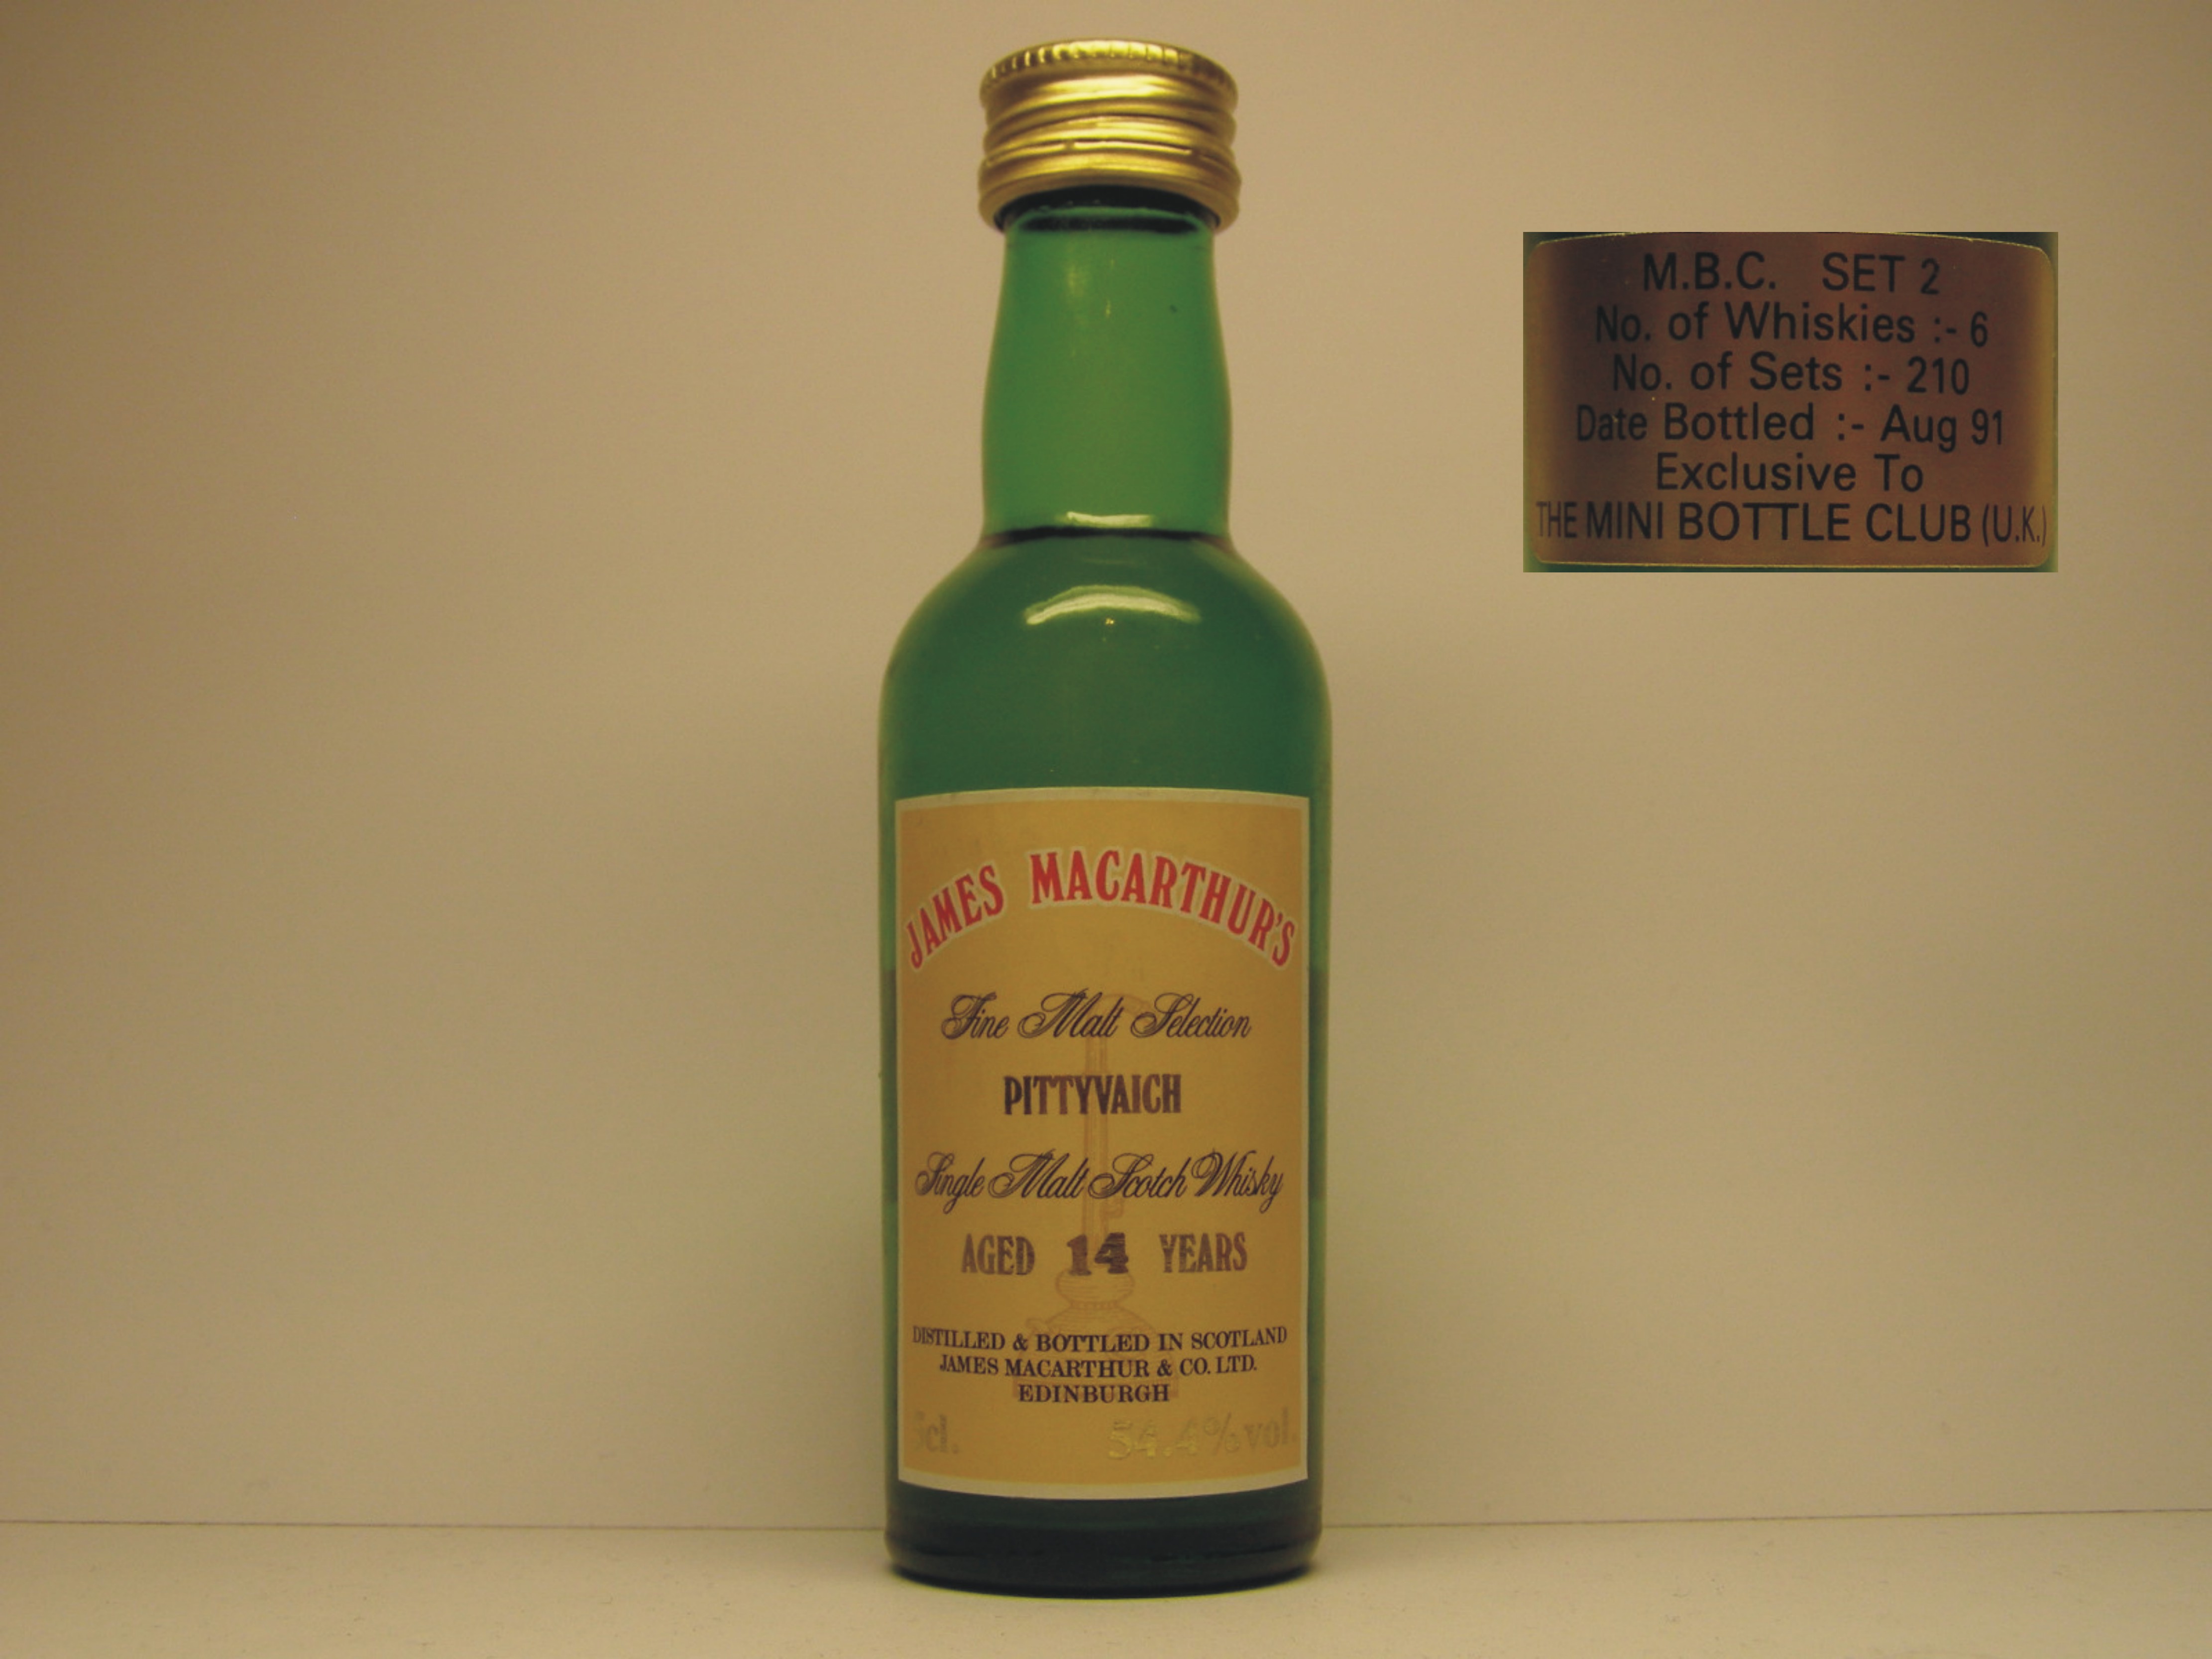 JAMES MACARTHUR'S
Fine Malt Selection
PITTYVAICH
Single Malt Scotch Whisky
AGED 14 YEARS
DISTILLED & BOTTLED IN SCOTLAND
JAMES MACARTHUR & CO. LTD.
EDINBURGH
5cl. 54.4% vol.
M.B.C. SET 2
No. of Whiskies :- 6
No. of Sets :- 210
Date Bottled :- Aug 91
Exclusive To
THE MINI BOTTLE CLUB (U.K.)